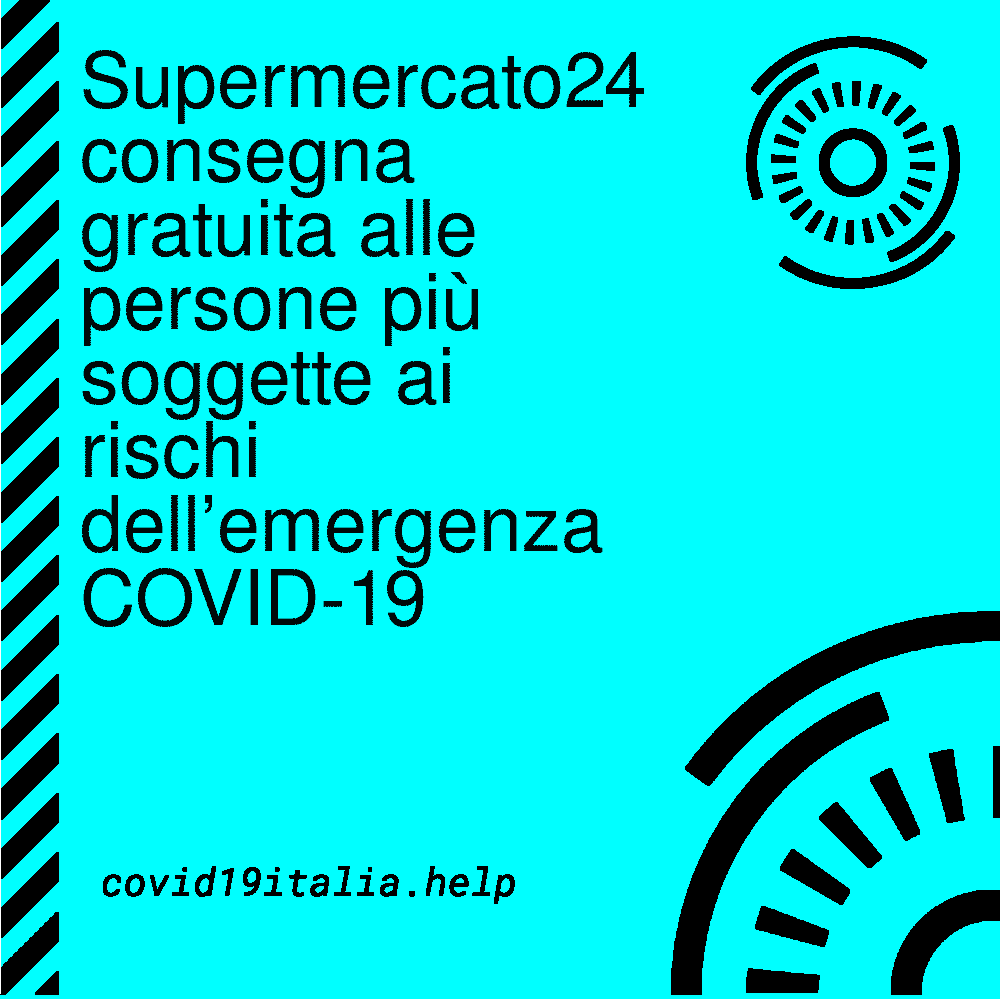 Supermercato24
consegna
gratuita alle
persone più
soggette ai
rischi
dell’emergenza
COVID-19
covid19italia.help